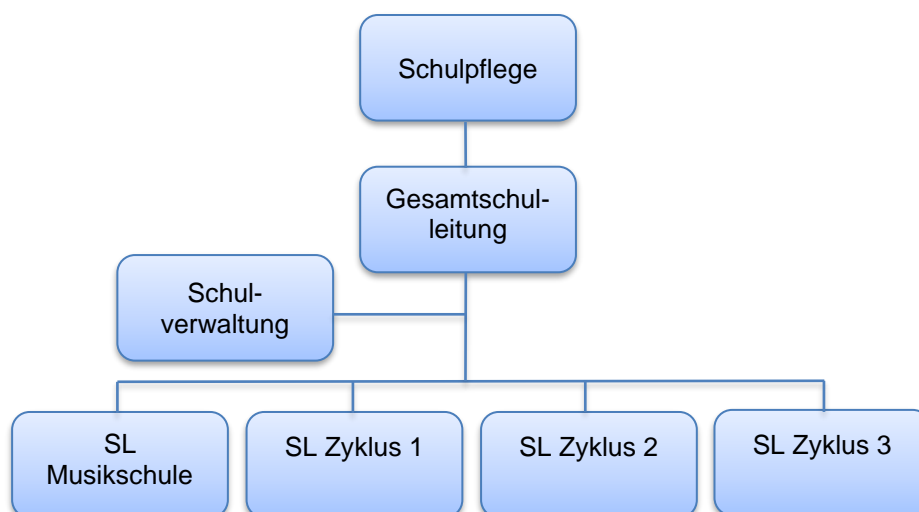 Schulpflege
Gesamtschul-
leitung
Schul-
verwaltung
SL
Musikschule
SL Zyklus 1
SL Zyklus 2
SL Zyklus 3